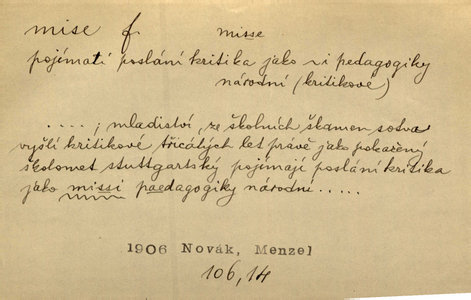 mise f. misse
pojímati poslání kritika jako ~i pedagogiky
národní (kritikové)
....; mladiství, ze školních škamen sotva
vyšlí kritikové třicátých let právě jako pokažený
školomet stuttgartský pojímají poslání kritika
jako missi paedagogiky národní.....
1906 Novák, Menzel
106,14